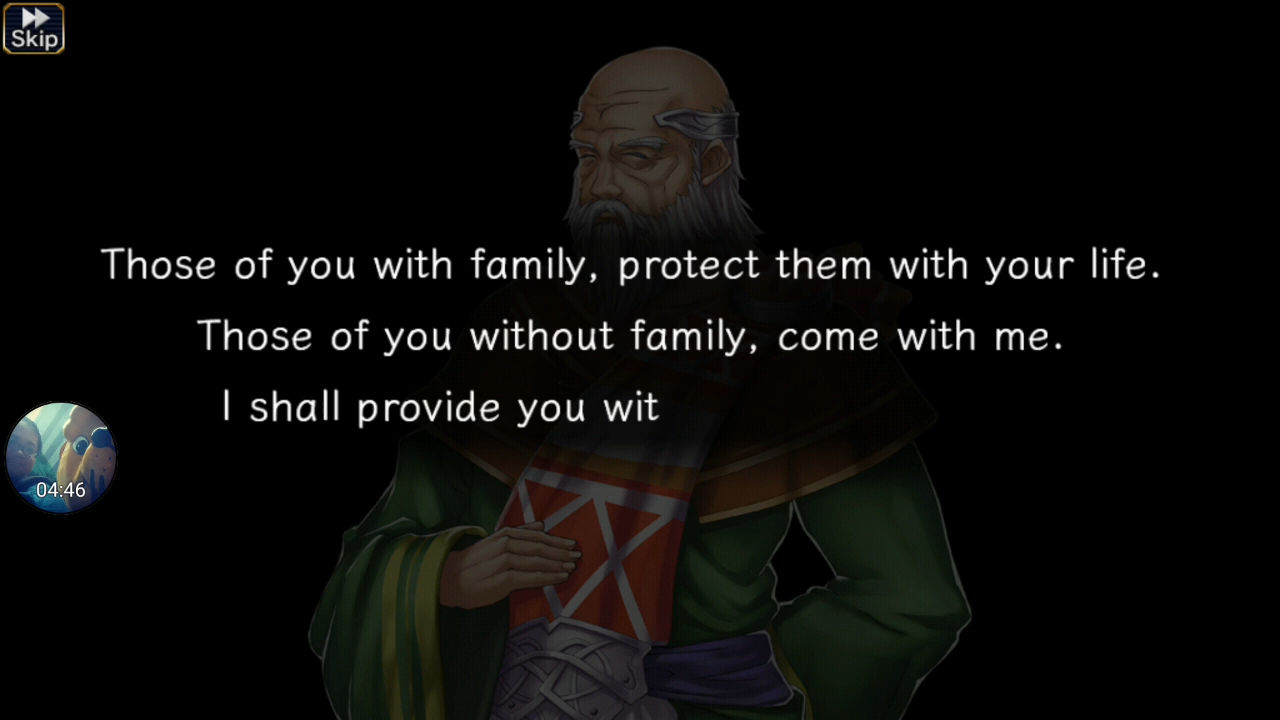 Skip
Those of you with family, protect them with your life.
Those of you without family, come with me.
I shall provide you wit
04:46